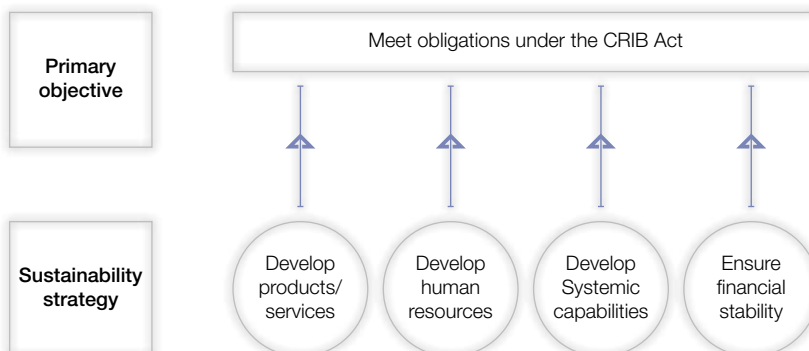 Primary
objective
Meet obligations under the CRIB Act
Sustainability
strategy
Develop
products/
services
Develop
human
resources
Develop
Systemic
capabilities
Ensure
financial
stability